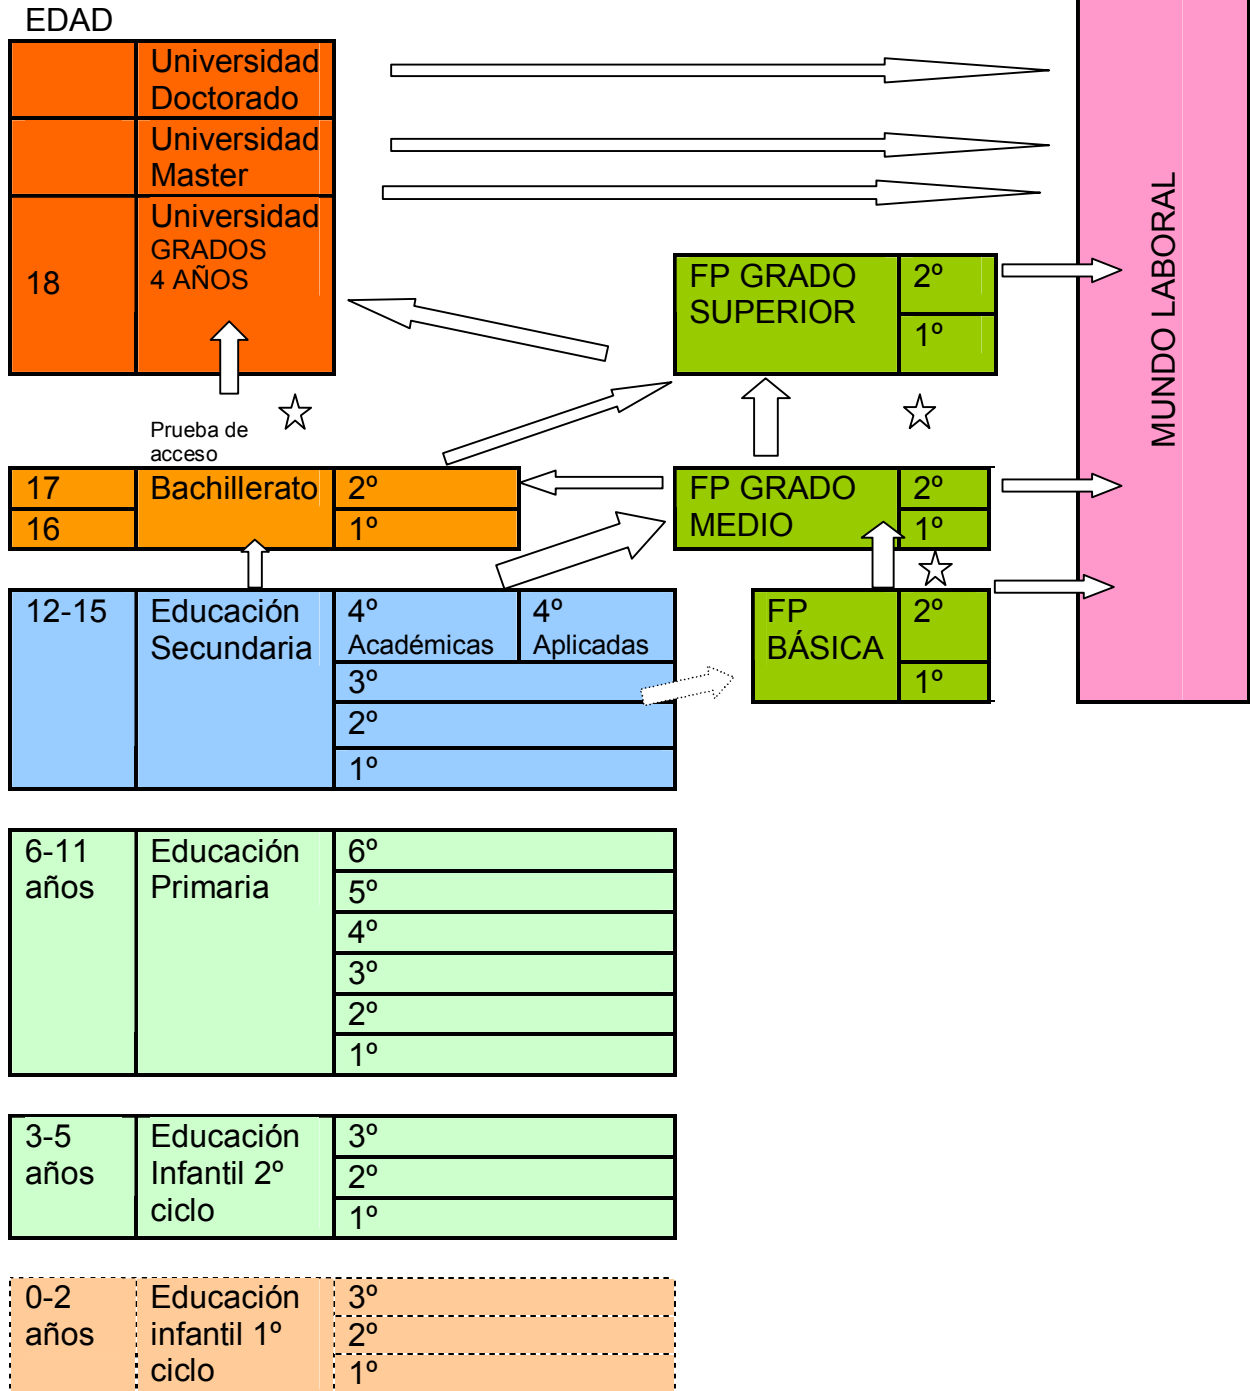 EDAD
Universidad
Doctorado
Universidad
Master
18
Universidad
GRADOS
4 AÑOS
FP GRADO
SUPERIOR
2º
1º
MUNDO LABORAL
Prueba de
acceso
17
16
Bachillerato
2º
1º
FP GRADO
MEDIO
2º
1º
12-15
Educación
Secundaria
4º
Académicas
4º
Aplicadas
3º
2º
1º
FP
BÁSICA
2º
1º
6-11
años
Educación
Primaria
6º
5º
4º
3º
2º
1º
3-5
años
Educación
Infantil 2º
ciclo
3º
2º
1º
0-2
años
Educación
infantil 1º
ciclo
3º
2º
1º